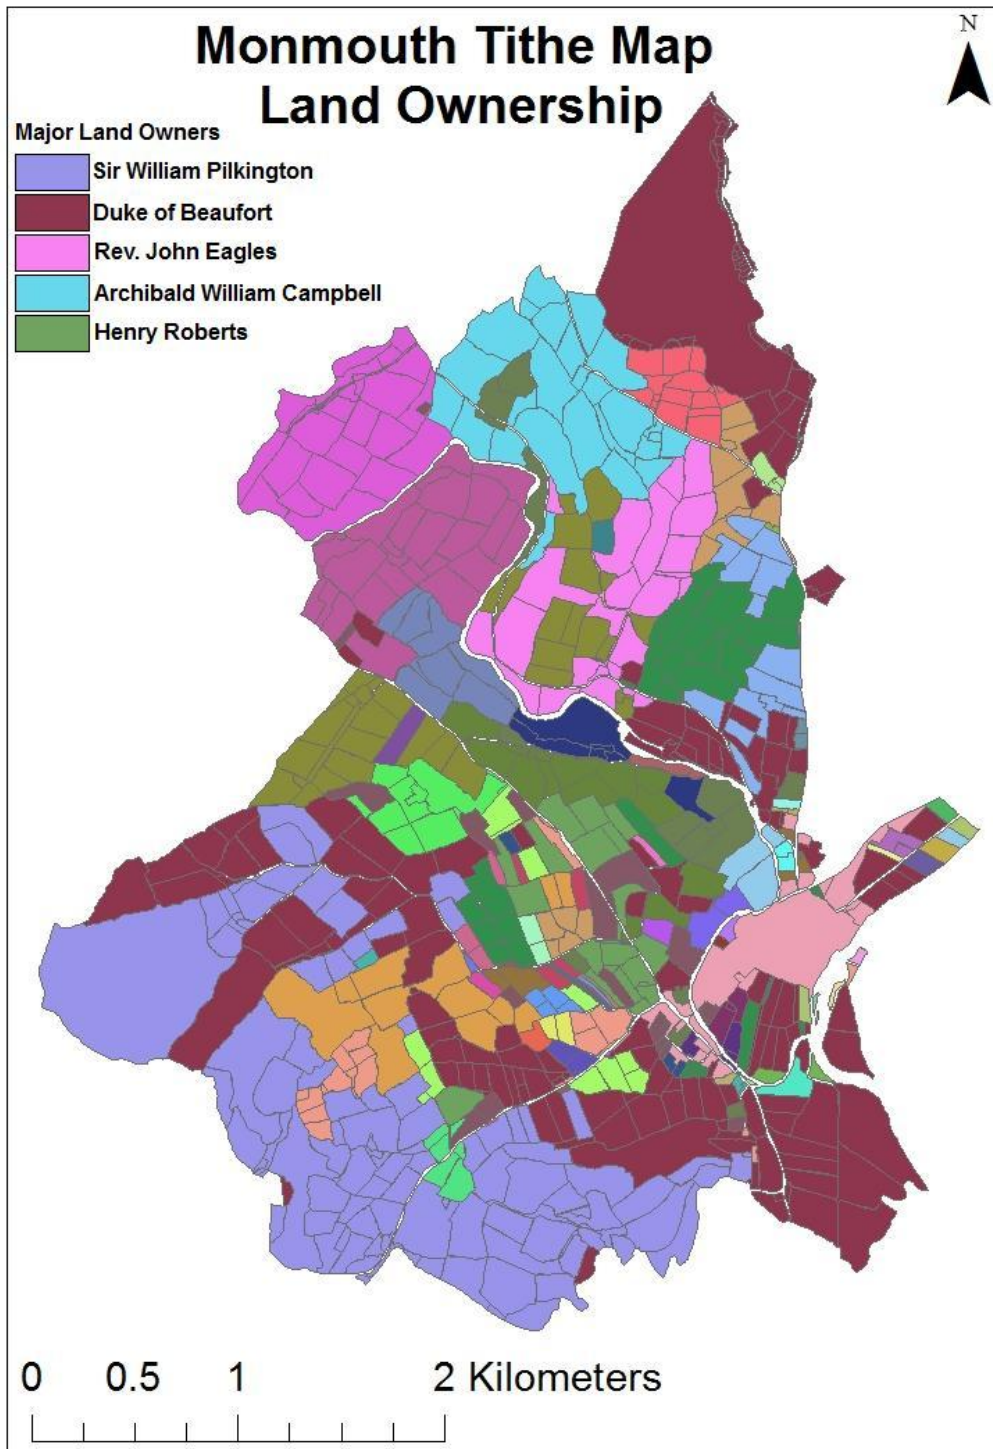 Monmouth Tithe Map
Land Ownership
N
Major Land Owners
Sir William Pilkington
Duke of Beaufort
Rev. John Eagles
Archibald William Campbell
Henry Roberts
0 0.5 1 2 Kilometers